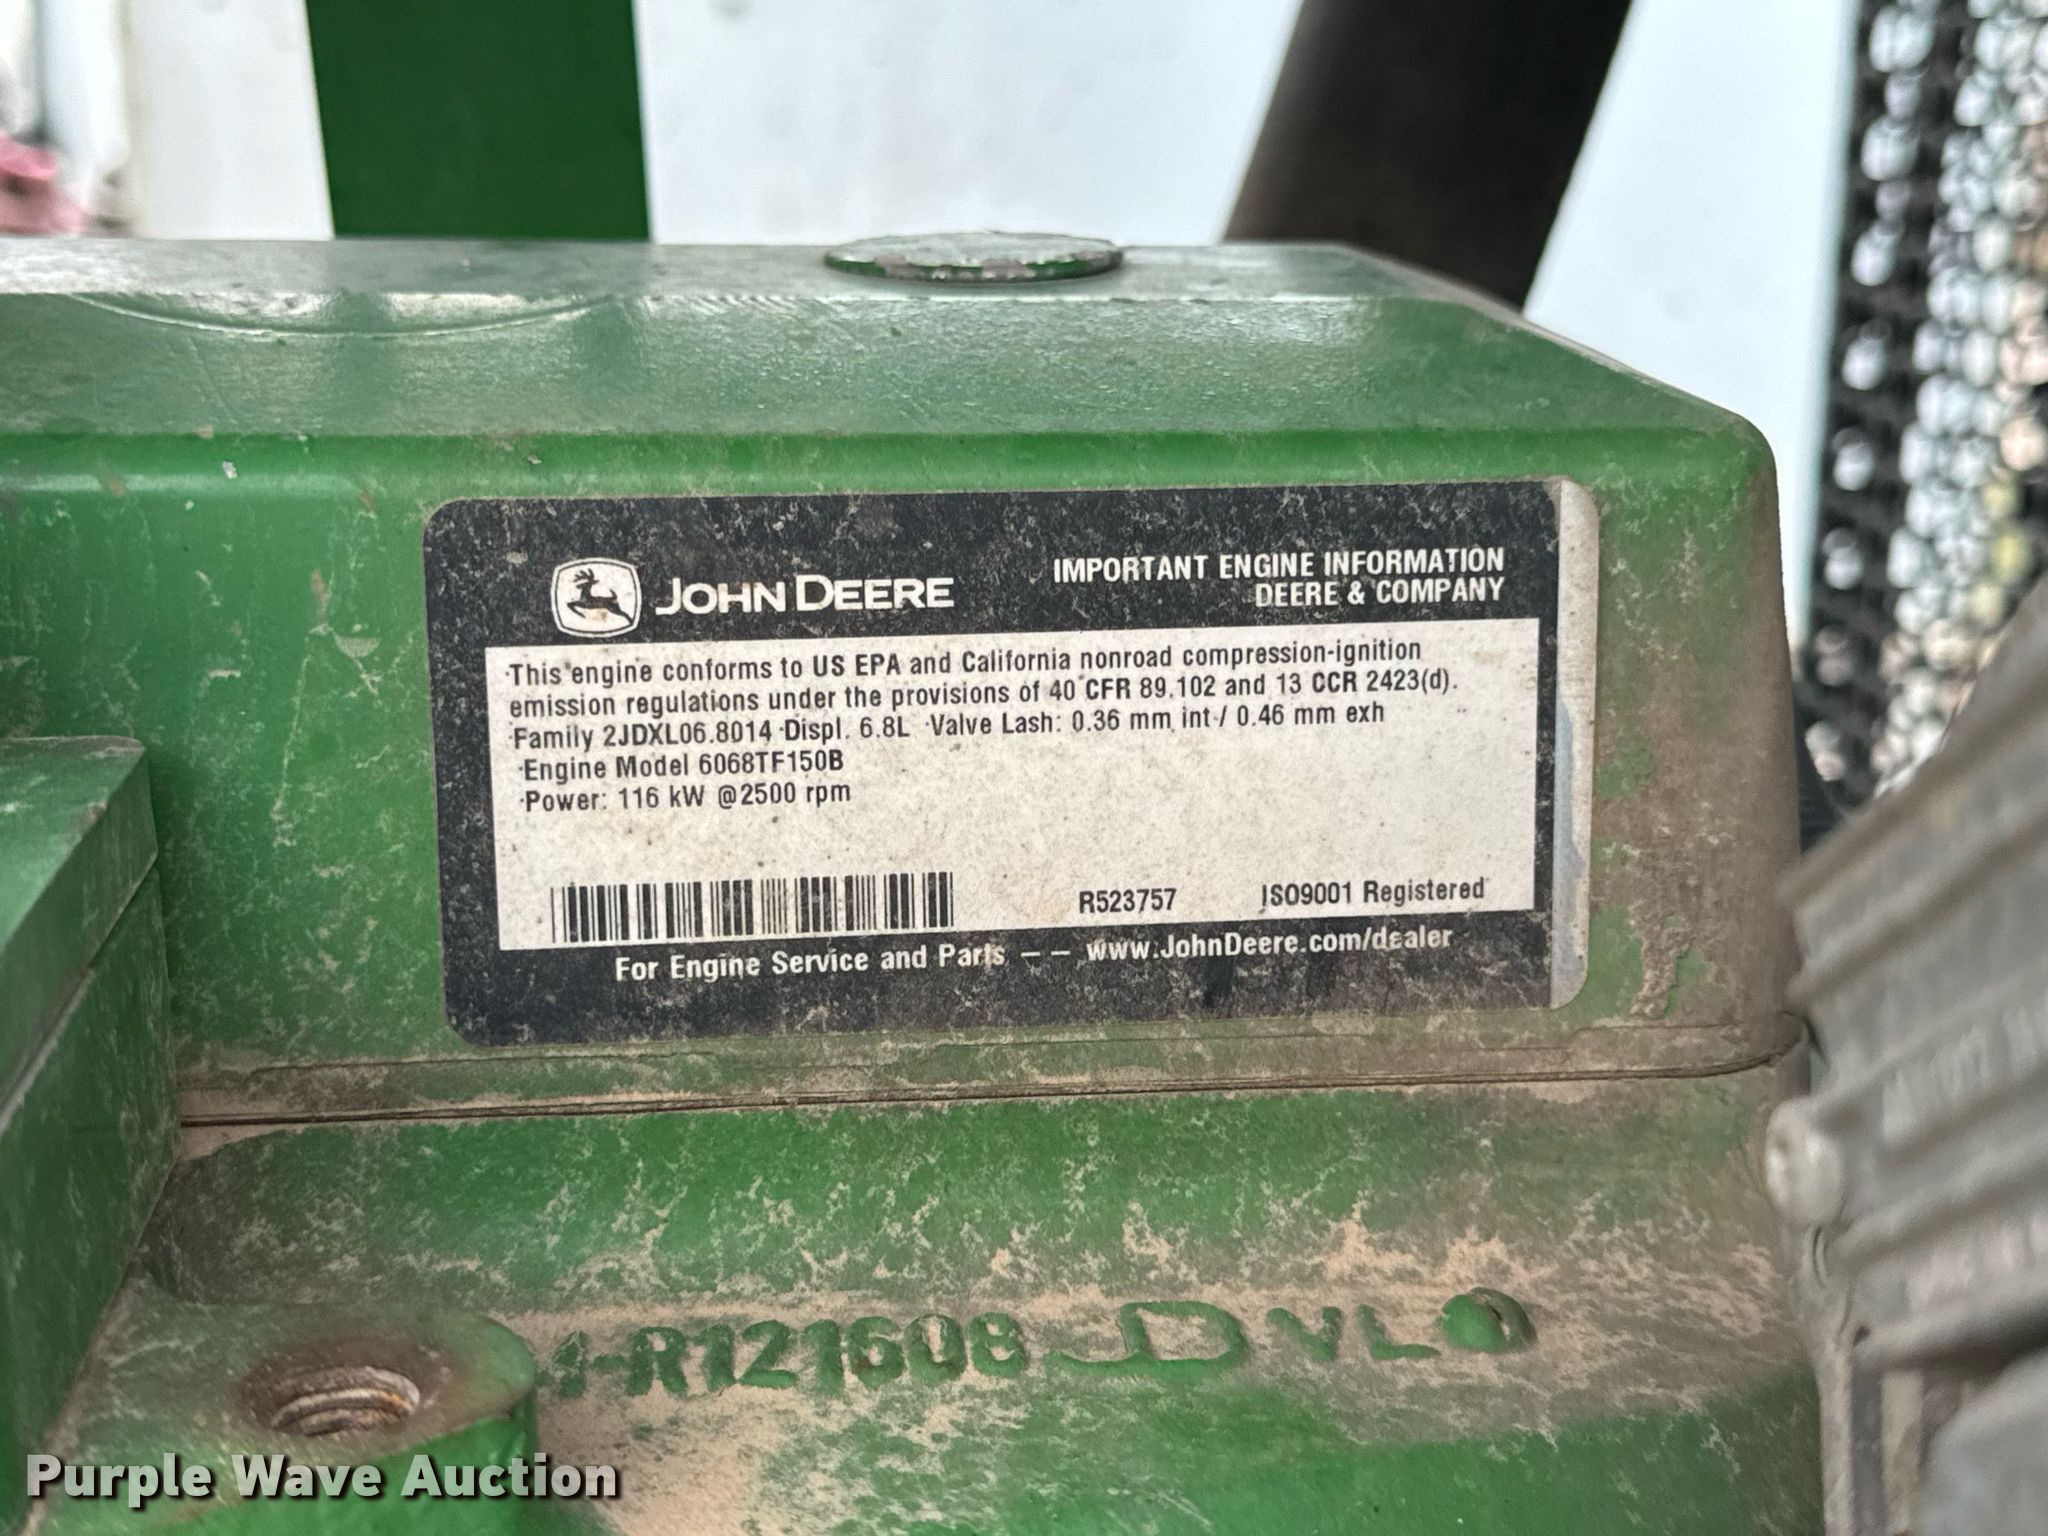 JOHN DEERE
IMPORTANT ENGINE INFORMATION
DEERE & COMPANY
·This engine conforms to US EPA and California nonroad compression-ignition
emission regulations under the provisions of 40 CFR 89.102 and 13 CCR 2423(d).
·Family 2JDXL06.8014 ·Displ. 6.8L ·Valve Lash: 0.36 mm int / 0.46 mm exh
·Engine Model 6068TF150B
·Power: 116 kW @2500 rpm
R523757
ISO9001 Registered
For Engine Service and Parts –– www.JohnDeere.com/dealer
-R121608
Purple Wave Auction